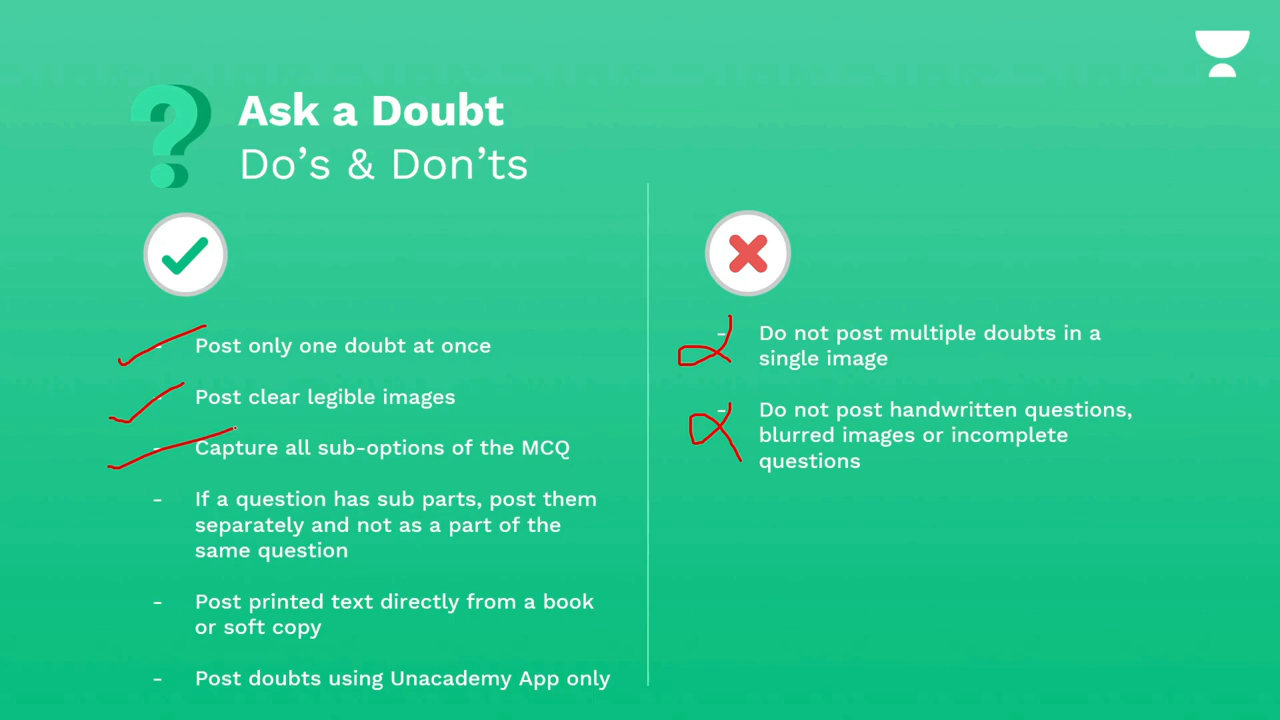 Ask a Doubt
Do’s & Don’ts
- Post only one doubt at once
- Post clear legible images
- Capture all sub-options of the MCQ
- If a question has sub parts, post them
separately and not as a part of the
same question
- Post printed text directly from a book
or soft copy
- Post doubts using Unacademy App only
- Do not post multiple doubts in a
single image
- Do not post handwritten questions,
blurred images or incomplete
questions